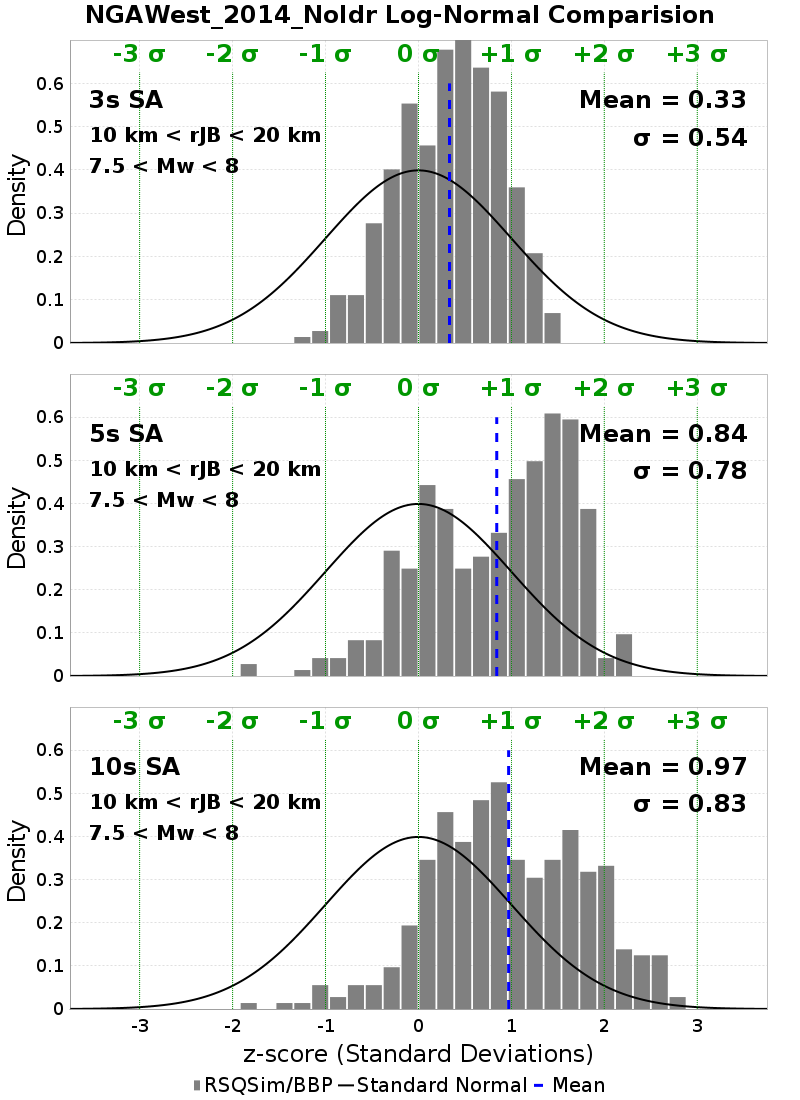 NGAWest_2014_NoIdr Log-Normal Comparision
-3 σ -2 σ -1 σ 0 σ +1 σ +2 σ +3 σ
3s SA
Mean = 0.33
10 km < rJB < 20 km
σ = 0.54
7.5 < Mw < 8
Density
0.6
0.5
0.4
0.3
0.2
0.1
0
-3 σ -2 σ -1 σ 0 σ +1 σ +2 σ +3 σ
5s SA
Mean = 0.84
10 km < rJB < 20 km
σ = 0.78
7.5 < Mw < 8
Density
0.6
0.5
0.4
0.3
0.2
0.1
0
-3 σ -2 σ -1 σ 0 σ +1 σ +2 σ +3 σ
10s SA
Mean = 0.97
10 km < rJB < 20 km
σ = 0.83
7.5 < Mw < 8
Density
0.6
0.5
0.4
0.3
0.2
0.1
0
-3 -2 -1 0 1 2 3
z-score (Standard Deviations)
RSQSim/BBP Standard Normal Mean